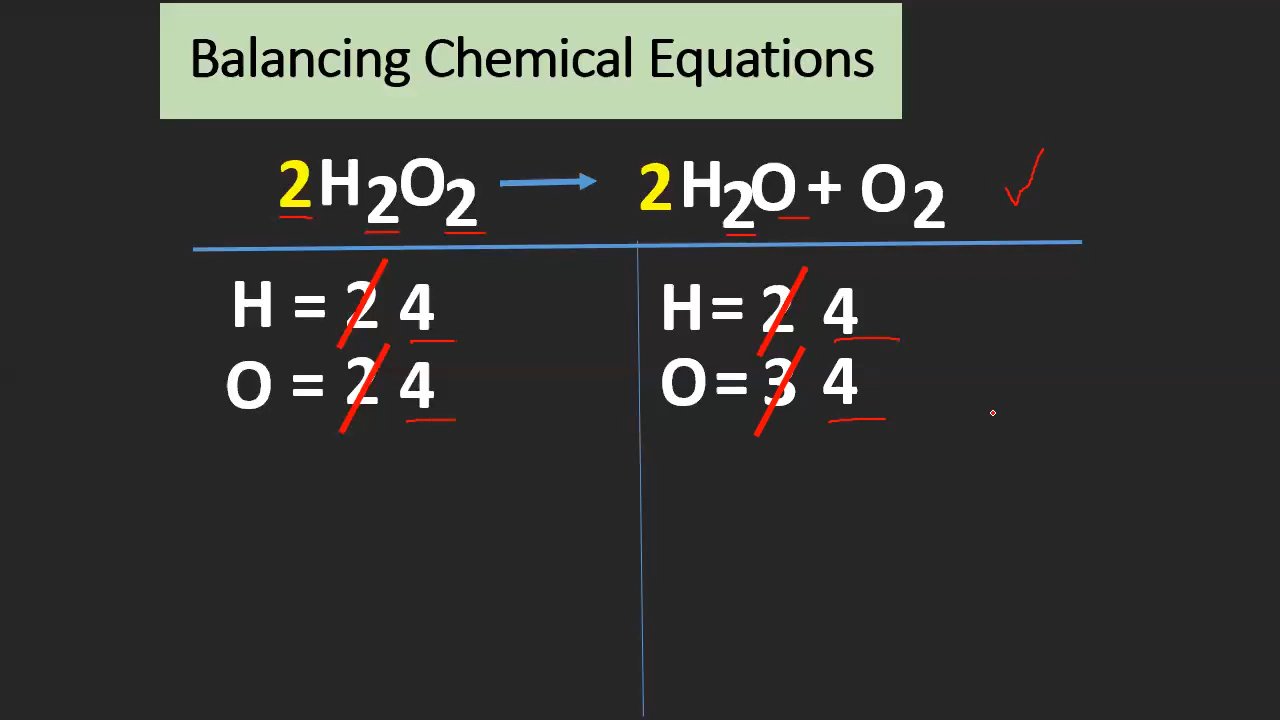 Balancing Chemical Equations
2H₂O₂ → 2H₂O + O₂ ✓
H = 2 4 H = 2 4
O = 2 4 O = 3 4